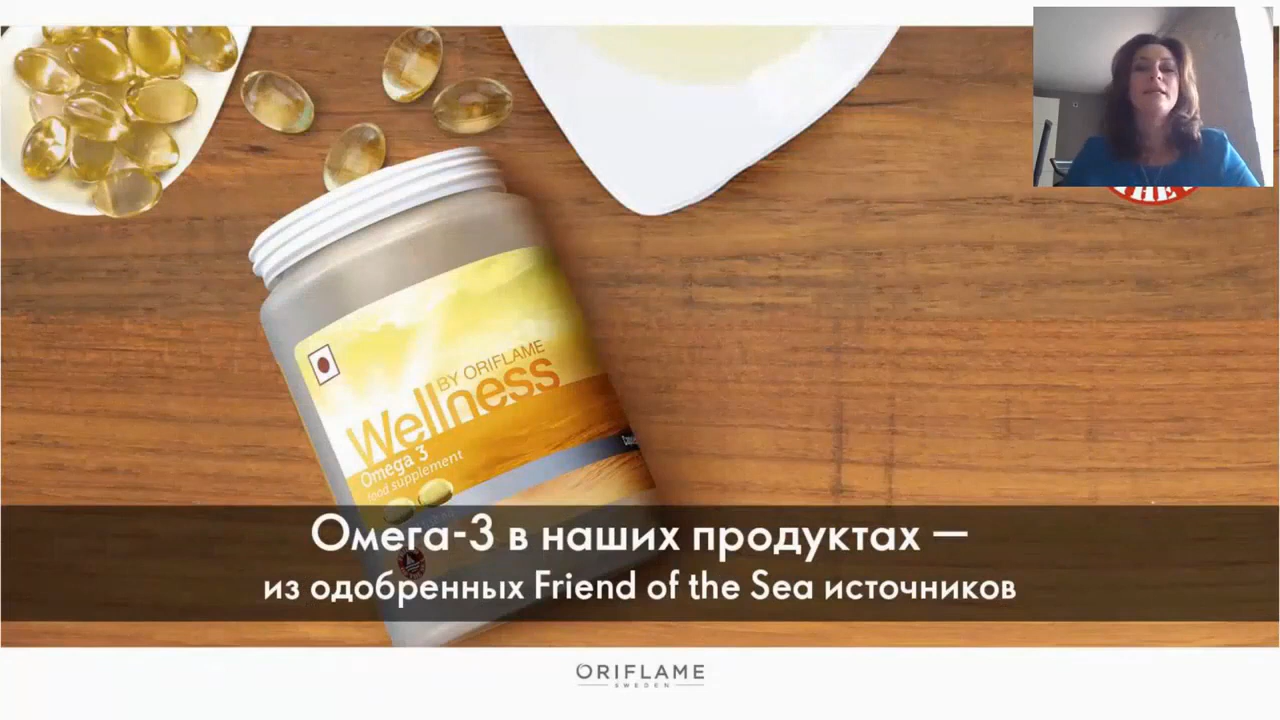 BY ORIFLAME
Wellness
Omega 3
food supplement
Омега-3 в наших продуктах —
из одобренных Friend of the Sea источников
ORIFLAME
SWEDEN